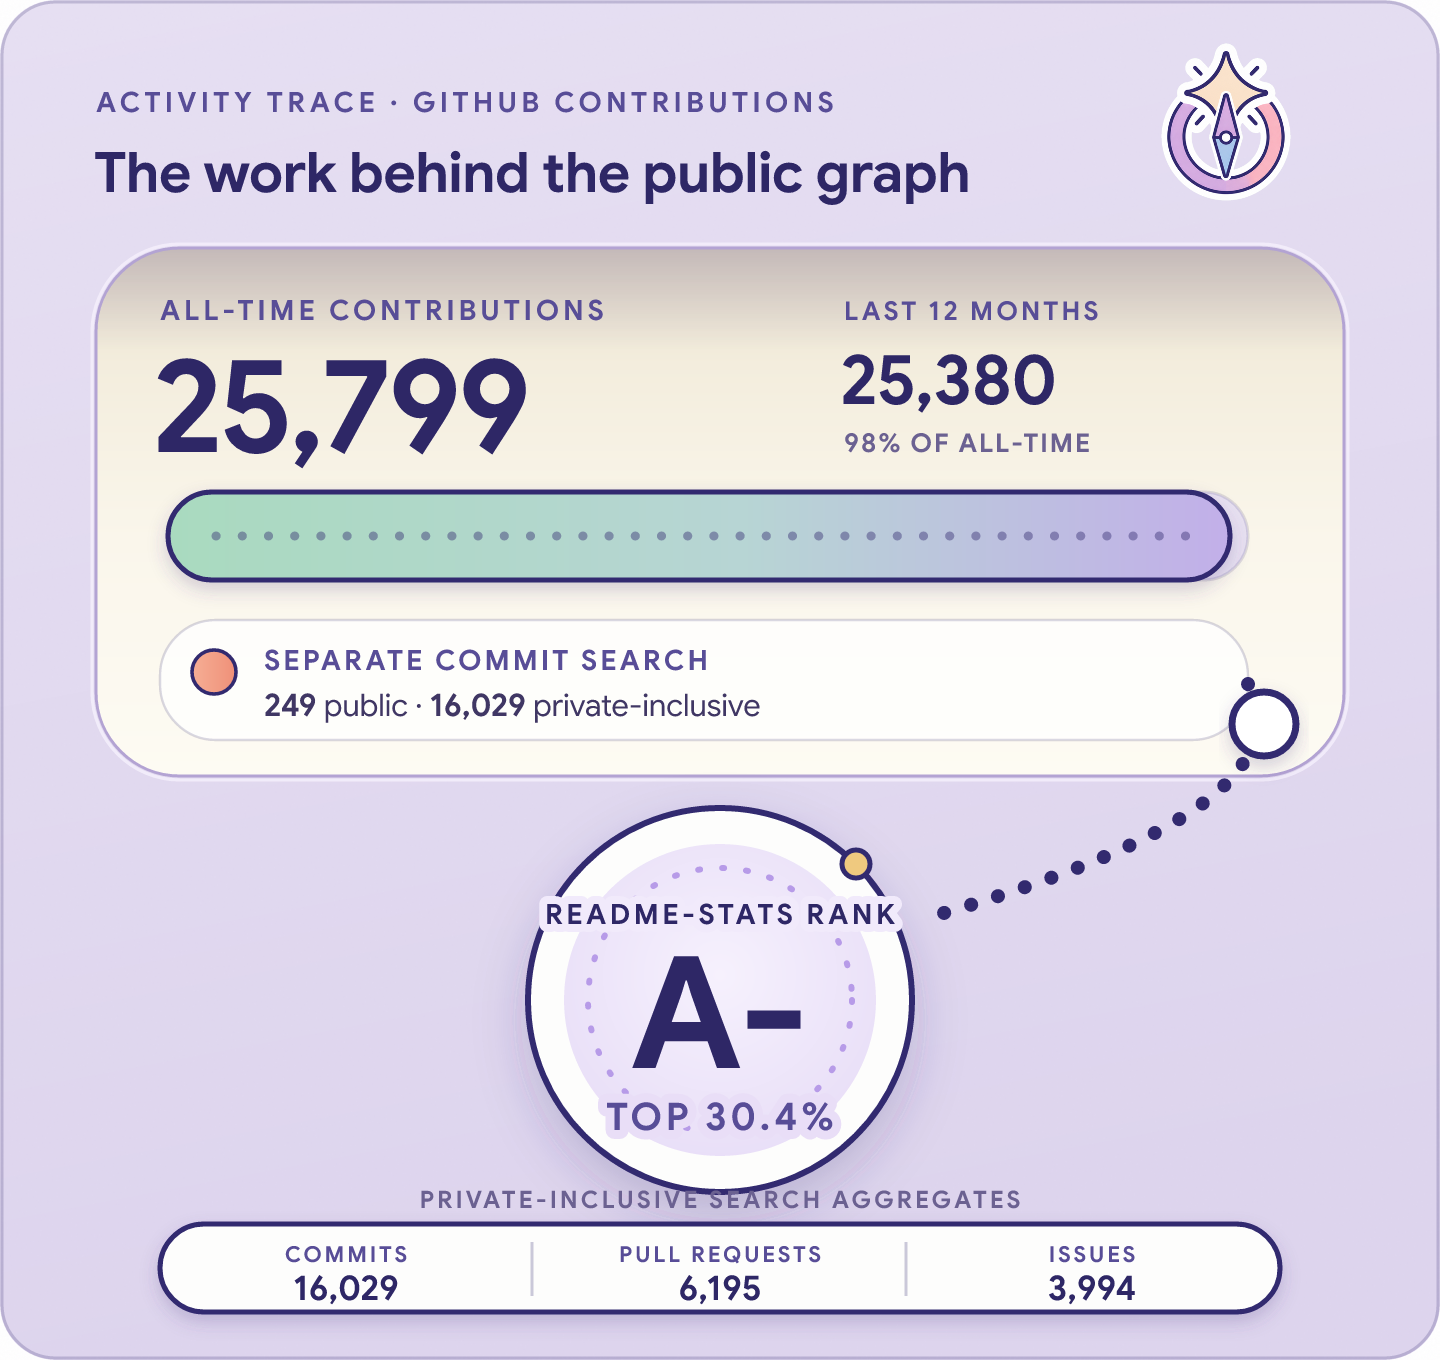 ACTIVITY TRACE · GITHUB CONTRIBUTIONS
The work behind the public graph
ALL-TIME CONTRIBUTIONS
25,799
LAST 12 MONTHS
25,380
98% OF ALL-TIME
SEPARATE COMMIT SEARCH
249 public · 16,029 private-inclusive
README-STATS RANK
A-
TOP 30.4%
PRIVATE-INCLUSIVE SEARCH AGGREGATES
COMMITS
16,029
PULL REQUESTS
6,195
ISSUES
3,994